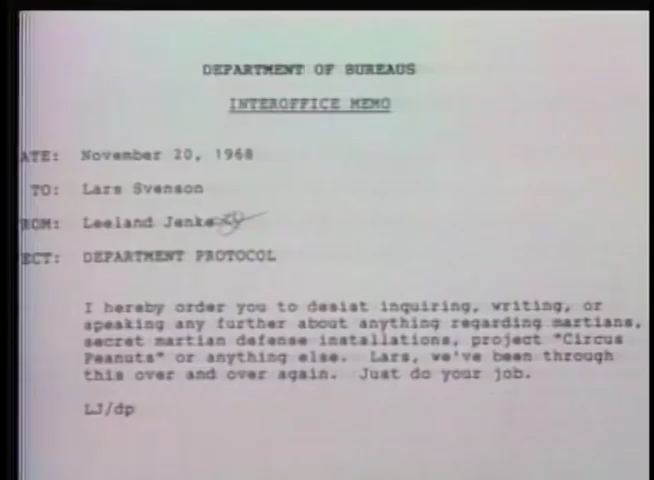 DEPARTMENT OF BUREAUS
INTEROFFICE MEMO
ATE: November 20, 1968
TO: Lars Svenson
ROM: Leeland Jenke
ECT: DEPARTMENT PROTOCOL
I hereby order you to desist inquiring, writing, or
speaking any further about anything regarding martians,
secret martian defense installations, project "Circus
Peanuts" or anything else. Lars, we've been through
this over and over again. Just do your job.
LJ/dp